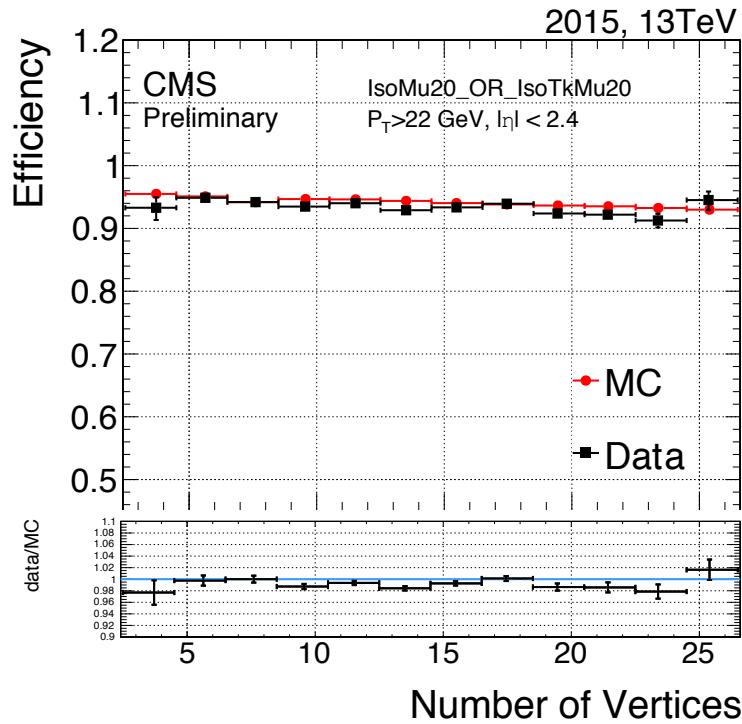 2015, 13TeV
Efficiency
1.2
1.1
1
0.9
0.8
0.7
0.6
0.5
CMS
Preliminary
IsoMu20_OR_IsoTkMu20
P_T>22 GeV, |η| < 2.4
MC
Data
data/MC
1.1
1.08
1.06
1.04
1.02
1
0.98
0.96
0.94
0.92
0.9
5
10
15
20
25
Number of Vertices